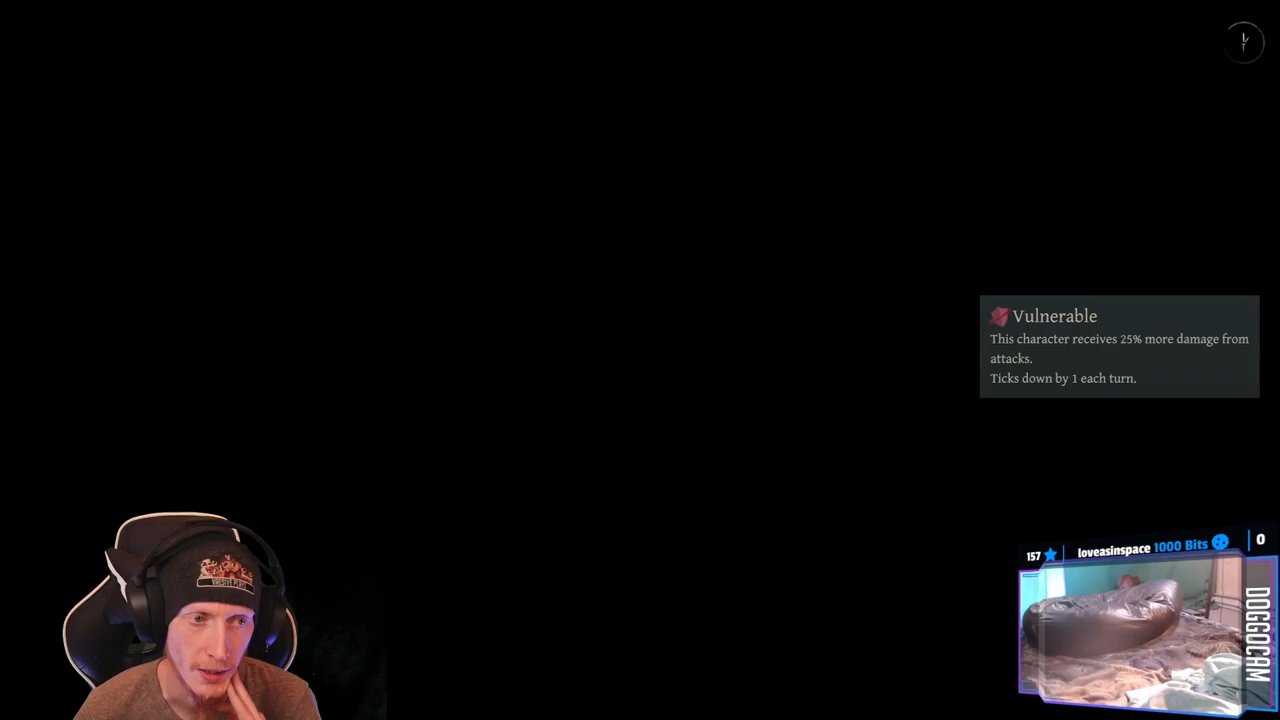 Vulnerable
This character receives 25% more damage from
attacks.
Ticks down by 1 each turn.
157
loveasinspace 1000 Bits
0
DOGGOCAM